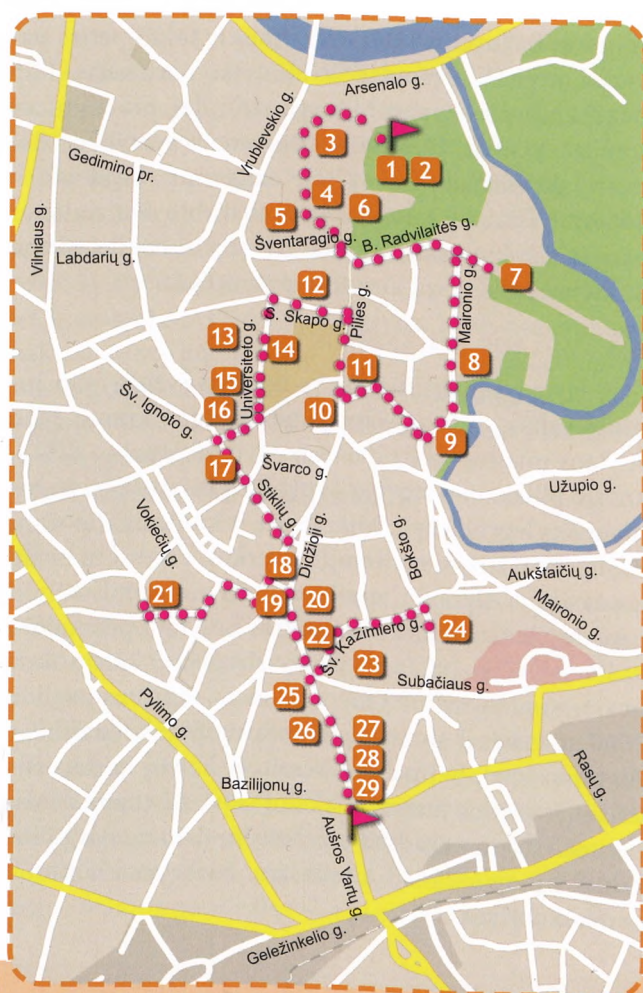 Arsenalo g.
Vrublevskio g.
3
1 2
Gedimino pr.
4
5
6
Vilniaus g.
Šventaragio g.
B. Radvilaitės g.
Labdarių g.
7
12
Pilies g.
Maironio g.
S. Skapo g.
13
Universiteto g.
14
8
11
15
Šv. Ignoto g.
16
10
9
17
Švarco g.
Stiklių g.
Užupio g.
Vokiečių g.
Didžioji g.
Bokšto g.
18
Aukštaičių g.
21
19
20
Maironio g.
22
Šv. Kazimiero g.
24
23
Subačiaus g.
25
Pylimo g.
26
27
28
Rasų g.
Bazilijonų g.
29
Aušros Vartų g.
Geležinkelio g.